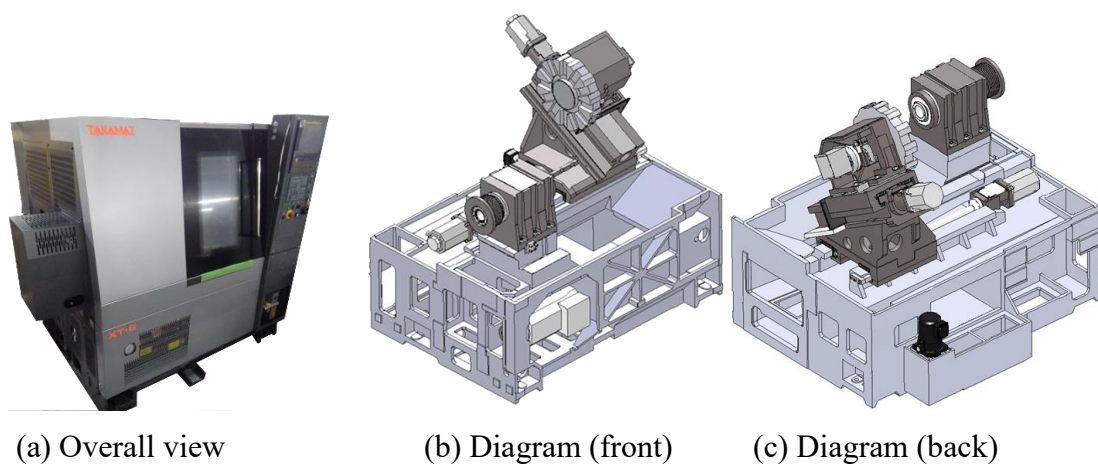 TAKAMAZ
XT-8
(a) Overall view
(b) Diagram (front)
(c) Diagram (back)